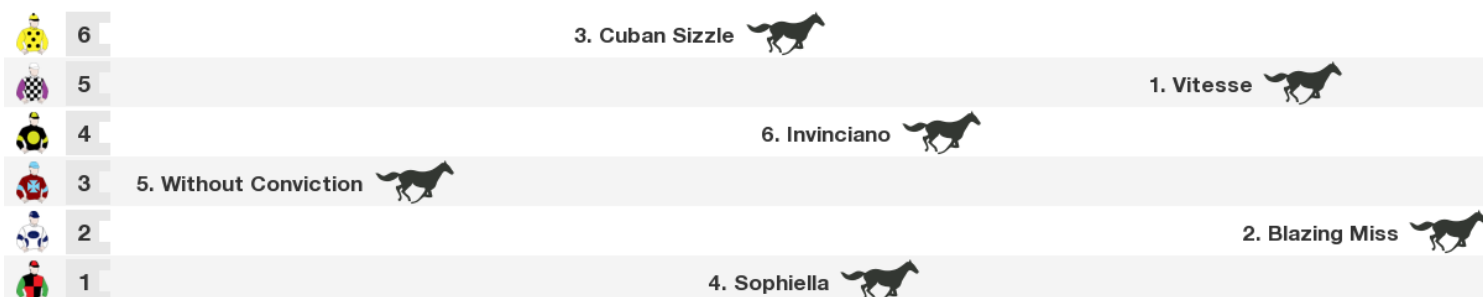 6 3. Cuban Sizzle
5 1. Vitesse
4 6. Invinciano
3 5. Without Conviction
2 2. Blazing Miss
1 4. Sophiella